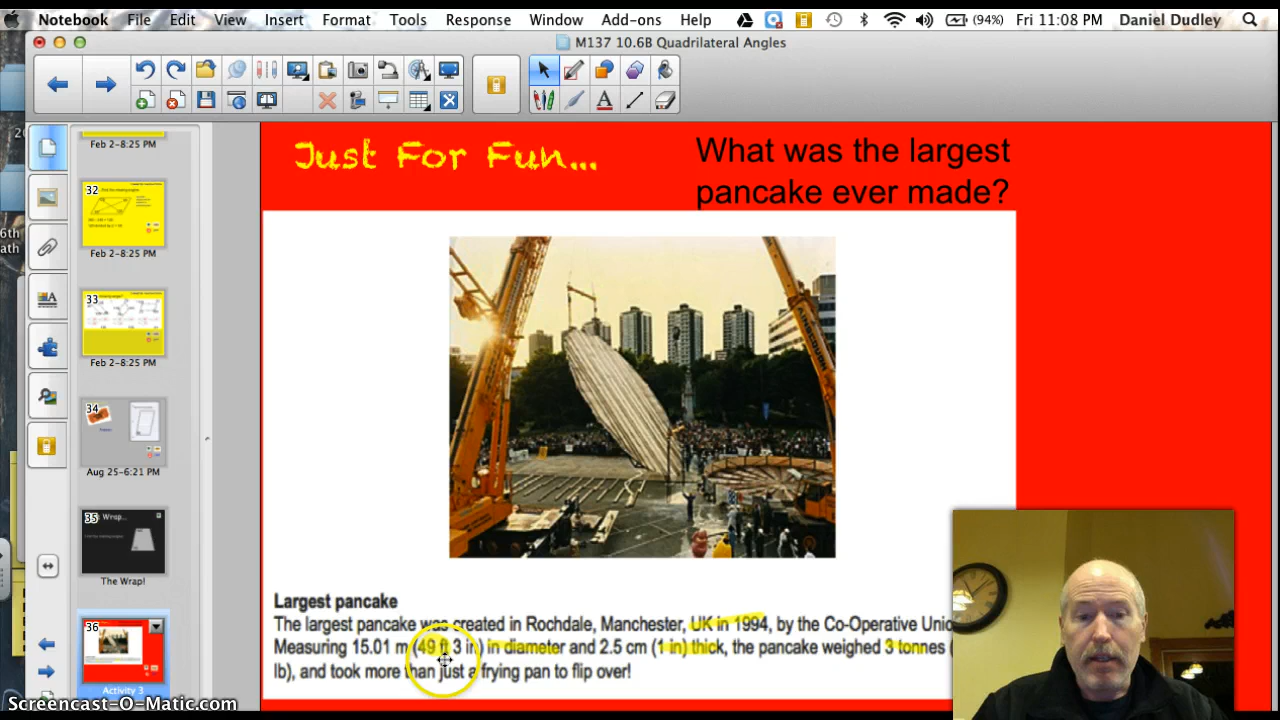 Notebook File Edit View Insert Format Tools Response Window Add-ons Help (94%) Fri 11:08 PM Daniel Dudley
M137 10.6B Quadrilateral Angles
Feb 2–8:25 PM
32
Feb 2–8:25 PM
33
Feb 2–8:25 PM
34
Aug 25–6:21 PM
35 Wrap...
The Wrap!
36
Activity 3
6th
ath
Just For Fun...
What was the largest
pancake ever made?
Largest pancake
The largest pancake was created in Rochdale, Manchester, UK in 1994, by the Co-Operative
Measuring 15.01 m (49 ft 3 in) in diameter and 2.5 cm (1 in) thick, the pancake weighed 3 tonnes (
lb), and took more than just a frying pan to flip over!
Screencast-O-Matic.com